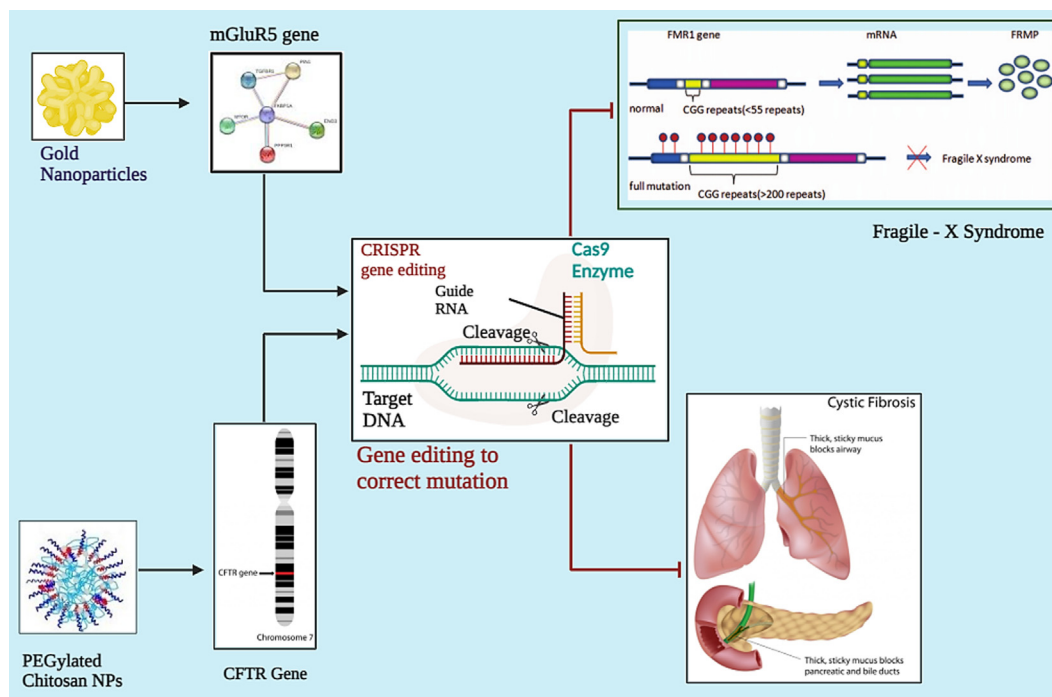 mGluR5 gene
Gold
Nanoparticles
FMR1 gene
mRNA
FRMP
normal
CGG repeats(<55 repeats)
full mutation
CGG repeats(>200 repeats)
Fragile X syndrome
Fragile - X Syndrome
CRISPR
gene editing
Cas9
Enzyme
Guide
RNA
Cleavage
Target
DNA
Cleavage
Gene editing to
correct mutation
CFTR gene
Chromosome 7
CFTR Gene
PEGylated
Chitosan NPs
Cystic Fibrosis
Thick, sticky mucus
blocks airway
Thick, sticky mucus blocks
pancreatic and bile ducts